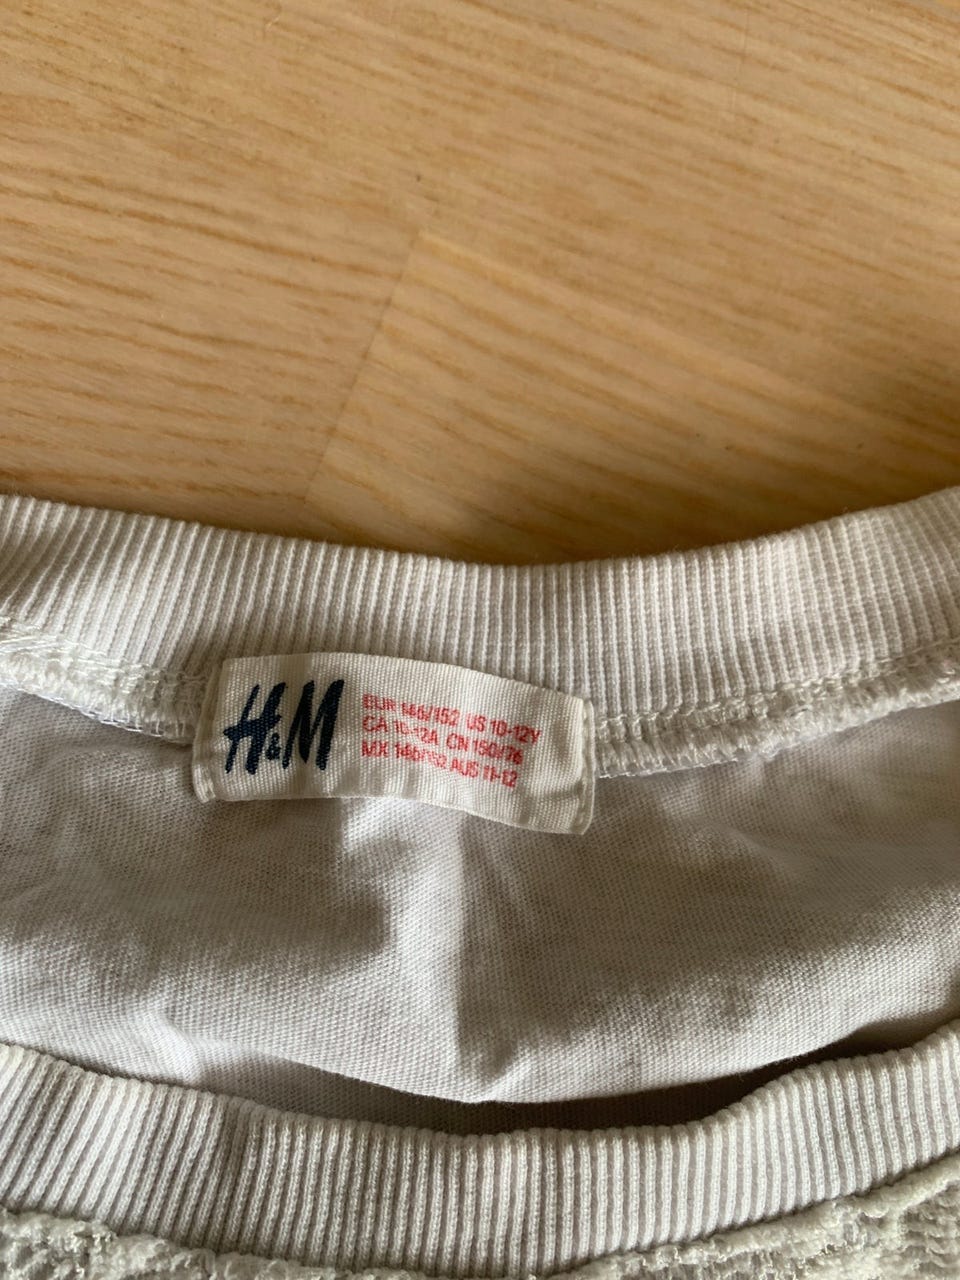 H&M
EUR 146/152 US 10-12Y
CA 10-12A CN 150/76
MX 146/152 AUS 11-12